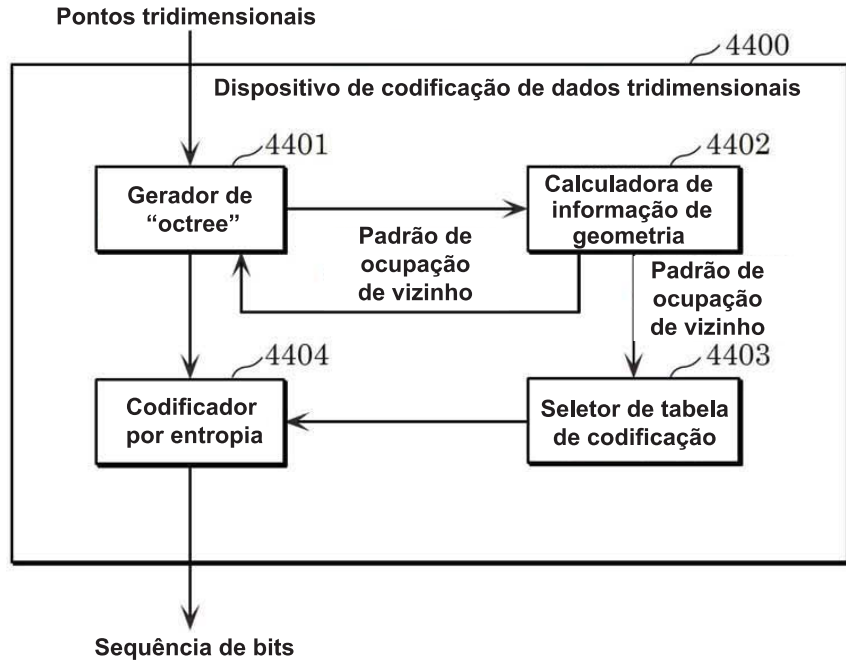 Pontos tridimensionais
4400
Dispositivo de codificação de dados tridimensionais
4401
Gerador de
“octree”
4402
Calculadora de
informação de
geometria
Padrão de
ocupação
de vizinho
Padrão de
ocupação
de vizinho
4404
Codificador
por entropia
4403
Seletor de tabela
de codificação
Sequência de bits